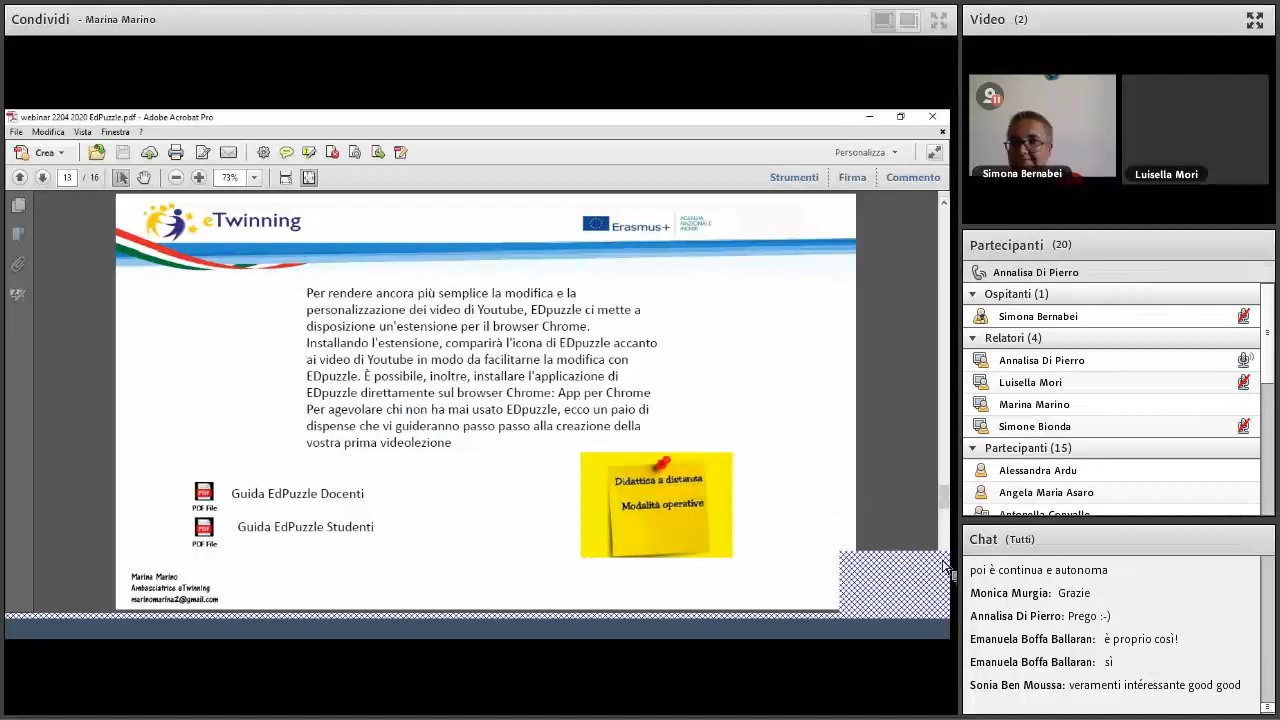 Condividi - Marina Marino
webinar 2204 2020 EdPuzzle.pdf - Adobe Acrobat Pro
File Modifica Vista Finestra ?
Crea
Personalizza
13 / 16
73%
Strumenti Firma Commento
eTwinning
Erasmus+
AGENZIA
NAZIONALE
INDIRE
Per rendere ancora più semplice la modifica e la
personalizzazione dei video di Youtube, EDpuzzle ci mette a
disposizione un'estensione per il browser Chrome.
Installando l'estensione, comparirà l'icona di EDpuzzle accanto
ai video di Youtube in modo da facilitarne la modifica con
EDpuzzle. È possibile, inoltre, installare l'applicazione di
EDpuzzle direttamente sul browser Chrome: App per Chrome
Per agevolare chi non ha mai usato EDpuzzle, ecco un paio di
dispense che vi guideranno passo passo alla creazione della
vostra prima videolezione
PDF
PDF File
Guida EdPuzzle Docenti
PDF
PDF File
Guida EdPuzzle Studenti
Didattica a distanza
Modalità operative
Marina Marino
Ambasciatrice eTwinning
marinomarina2@gmail.com
Video (2)
Simona Bernabei
Luisella Mori
Partecipanti (20)
Annalisa Di Pierro
Ospitanti (1)
Simona Bernabei
Relatori (4)
Annalisa Di Pierro
Luisella Mori
Marina Marino
Simone Bionda
Partecipanti (15)
Alessandra Ardu
Angela Maria Asaro
Chat (Tutti)
poi è continua e autonoma
Monica Murgia: Grazie
Annalisa Di Pierro: Prego :-)
Emanuela Boffa Ballaran: è proprio così!
Emanuela Boffa Ballaran: sì
Sonia Ben Moussa: veramenti intéressante good good